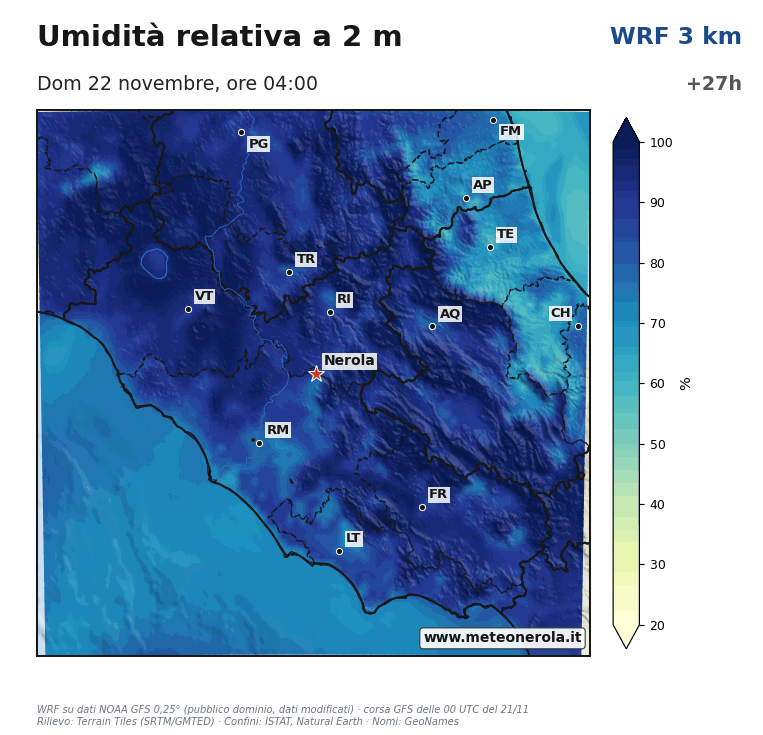 Umidità relativa a 2 m
WRF 3 km
Dom 22 novembre, ore 04:00
+27h
FM
PG
AP
TE
TR
VT
RI
AQ
CH
Nerola
RM
FR
LT
www.meteonerola.it
100
90
80
70
60
50
40
30
20
%
WRF su dati NOAA GFS 0,25° (pubblico dominio, dati modificati) · corsa GFS delle 00 UTC del 21/11
Rilievo: Terrain Tiles (SRTM/GMTED) · Confini: ISTAT, Natural Earth · Nomi: GeoNames